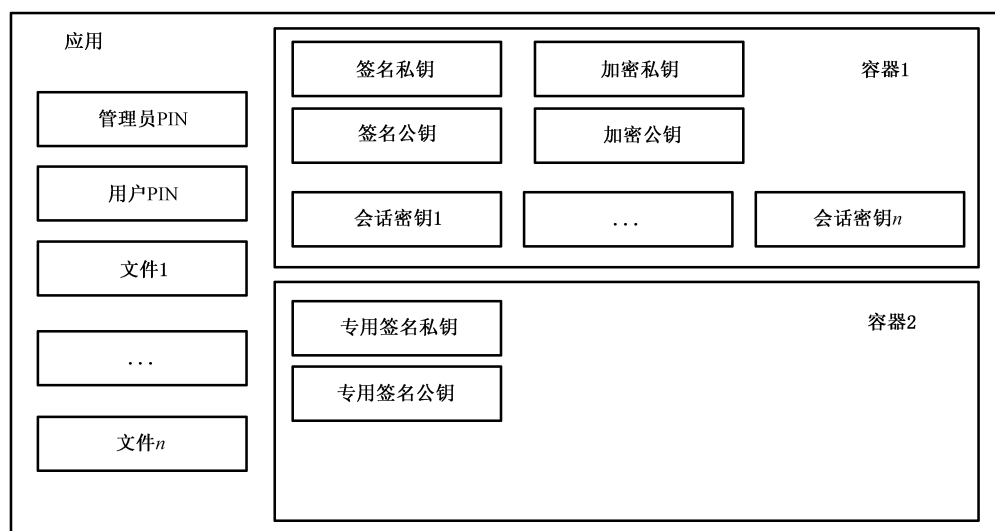 应用
管理员PIN
用户PIN
文件1
...
文件n
容器1
签名私钥
加密私钥
签名公钥
加密公钥
会话密钥1
...
会话密钥n
容器2
专用签名私钥
专用签名公钥